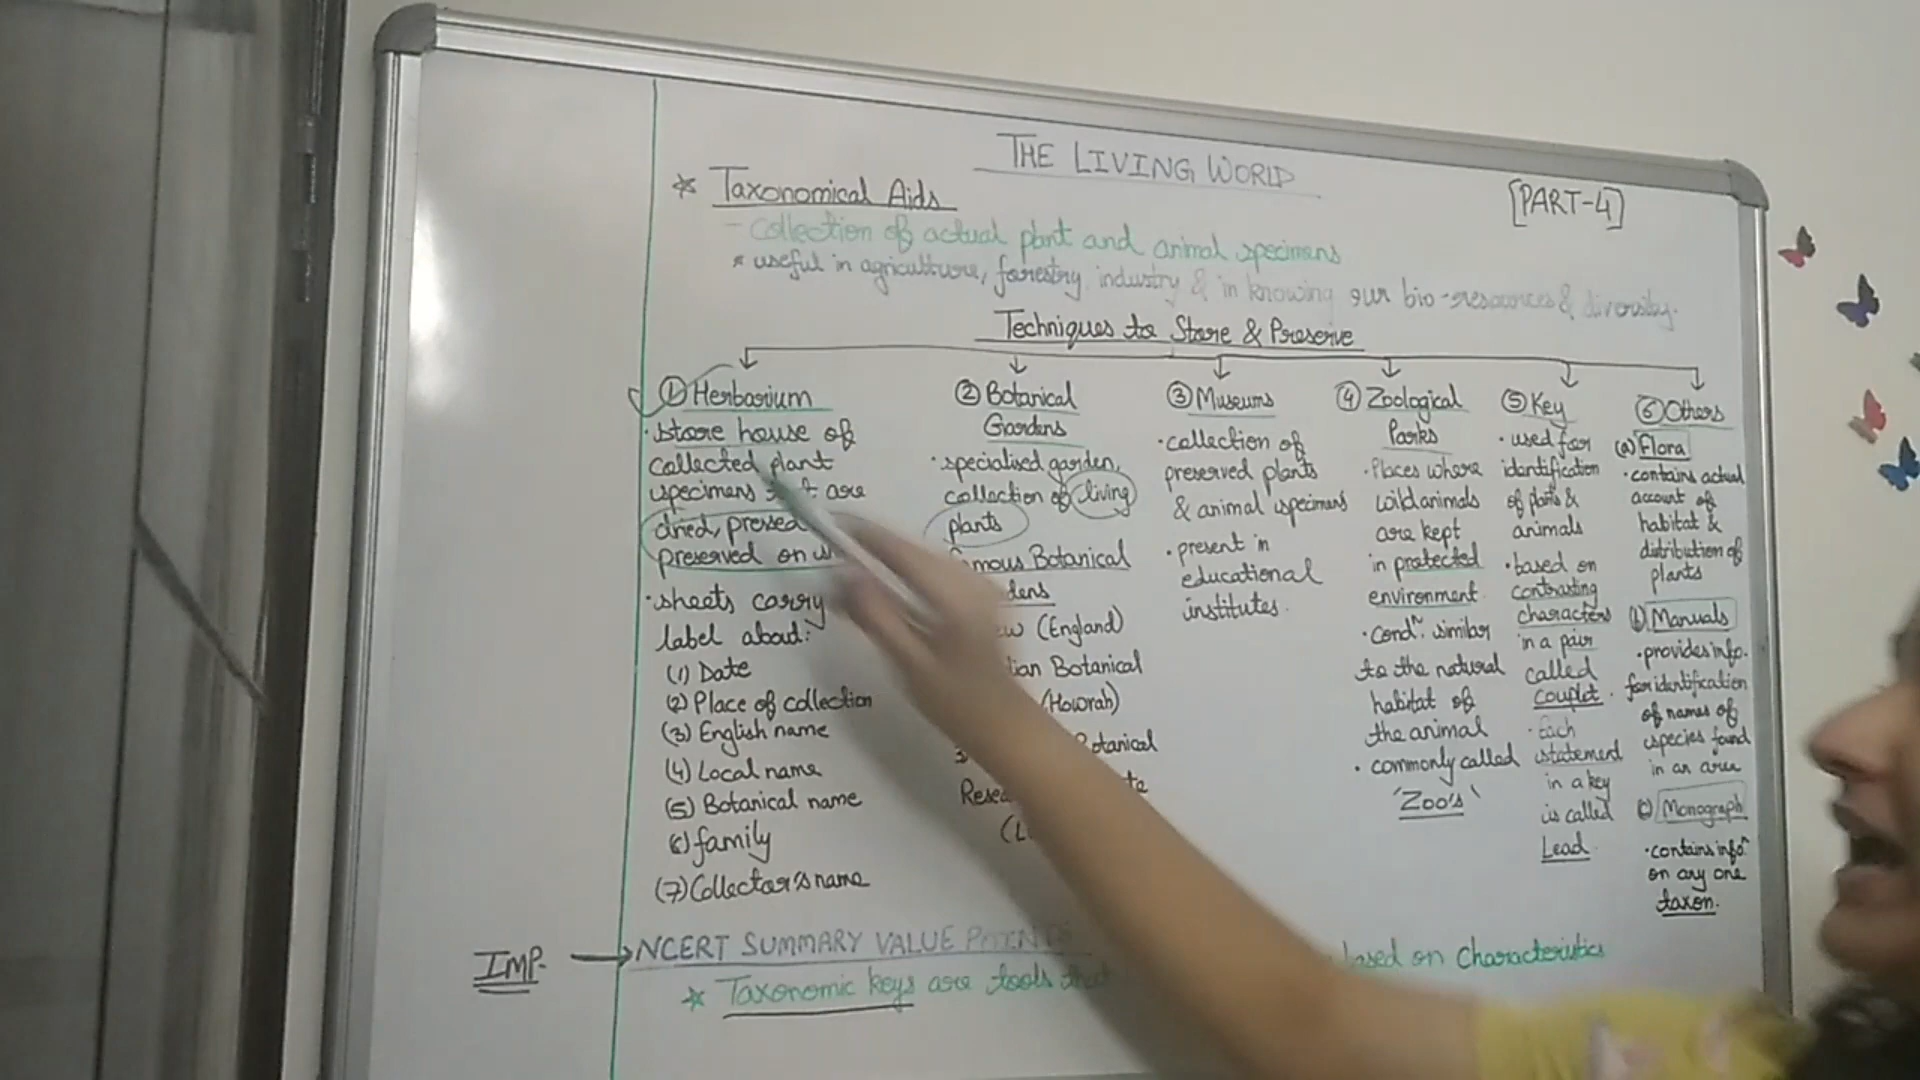 THE LIVING WORLD
[PART-4]
* Taxonomical Aids
- collection of actual plant and animal specimens
* useful in agriculture, forestry, industry & in knowing our bio-resources & diversity.
Techniques to Store & Preserve
① Herbarium
· store house of
collected plant
specimens are
dried, pressed
preserved on
· sheets carry
label about:
(1) Date
(2) Place of collection
(3) English name
(4) Local name
(5) Botanical name
(6) family
(7) Collector's name
② Botanical
Gardens
· specialised garden,
collection of living
plants
Botanical
(England)
Botanical
(Howrah)
Botanical
③ Museums
· collection of
preserved plants
& animal specimens
· present in
educational
institutes.
④ Zoological
Parks
· Places where
wild animals
are kept
in protected
environment.
· Condⁿ. similar
to the natural
habitat of
the animal
· commonly called
'Zoo's'
⑤ Key
· used for
identification
of plants &
animals
· based on
contrasting
characters
in a pair
called
couplet.
· Each
statement
in a key
is called
Lead.
⑥ Others
(a) Flora
· contains actual
account of
habitat &
distribution of
plants
(b) Manuals
· provides info.
for identification
of names of
species found
in an area
(c) Monograph
· contains infoⁿ
on any one
taxon.
IMP. → NCERT SUMMARY VALUE POINTS
* Taxonomic keys are tools that based on characteristics